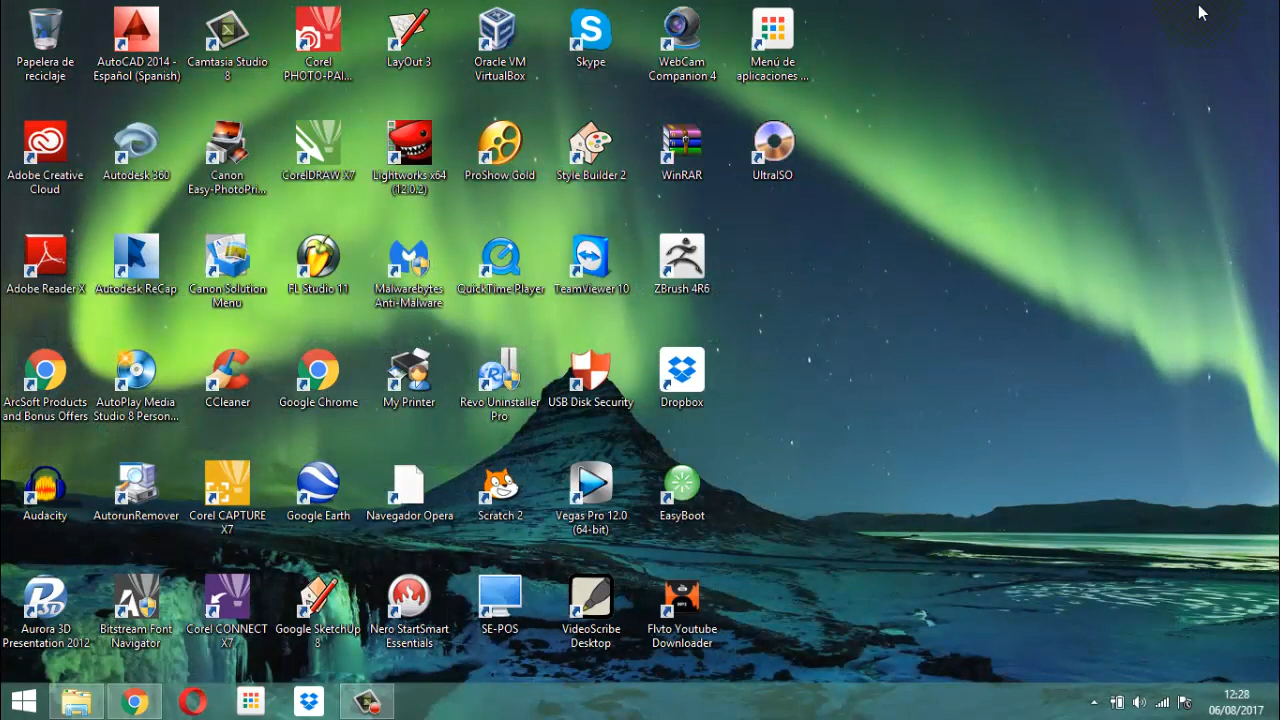 Papelera de
reciclaje
AutoCAD 2014 -
Español (Spanish)
Camtasia Studio
8
Corel
PHOTO-PAI...
LayOut 3
Oracle VM
VirtualBox
Skype
WebCam
Companion 4
Menú de
aplicaciones ...
Adobe Creative
Cloud
Autodesk 360
Canon
Easy-PhotoPri...
CorelDRAW X7
Lightworks x64
(12.0.2)
ProShow Gold
Style Builder 2
WinRAR
UltraISO
Adobe Reader X
Autodesk ReCap
Canon Solution
Menu
FL Studio 11
Malwarebytes
Anti-Malware
QuickTime Player
TeamViewer 10
ZBrush 4R6
ArcSoft Products
and Bonus Offers
AutoPlay Media
Studio 8 Person...
CCleaner
Google Chrome
My Printer
Revo Uninstaller
Pro
USB Disk Security
Dropbox
Audacity
AutorunRemover
Corel CAPTURE
X7
Google Earth
Navegador Opera
Scratch 2
Vegas Pro 12.0
(64-bit)
EasyBoot
Aurora 3D
Presentation 2012
Bitstream Font
Navigator
Corel CONNECT
X7
Google SketchUp
8
Nero StartSmart
Essentials
SE-POS
VideoScribe
Desktop
Flvto Youtube
Downloader
12:28
06/08/2017